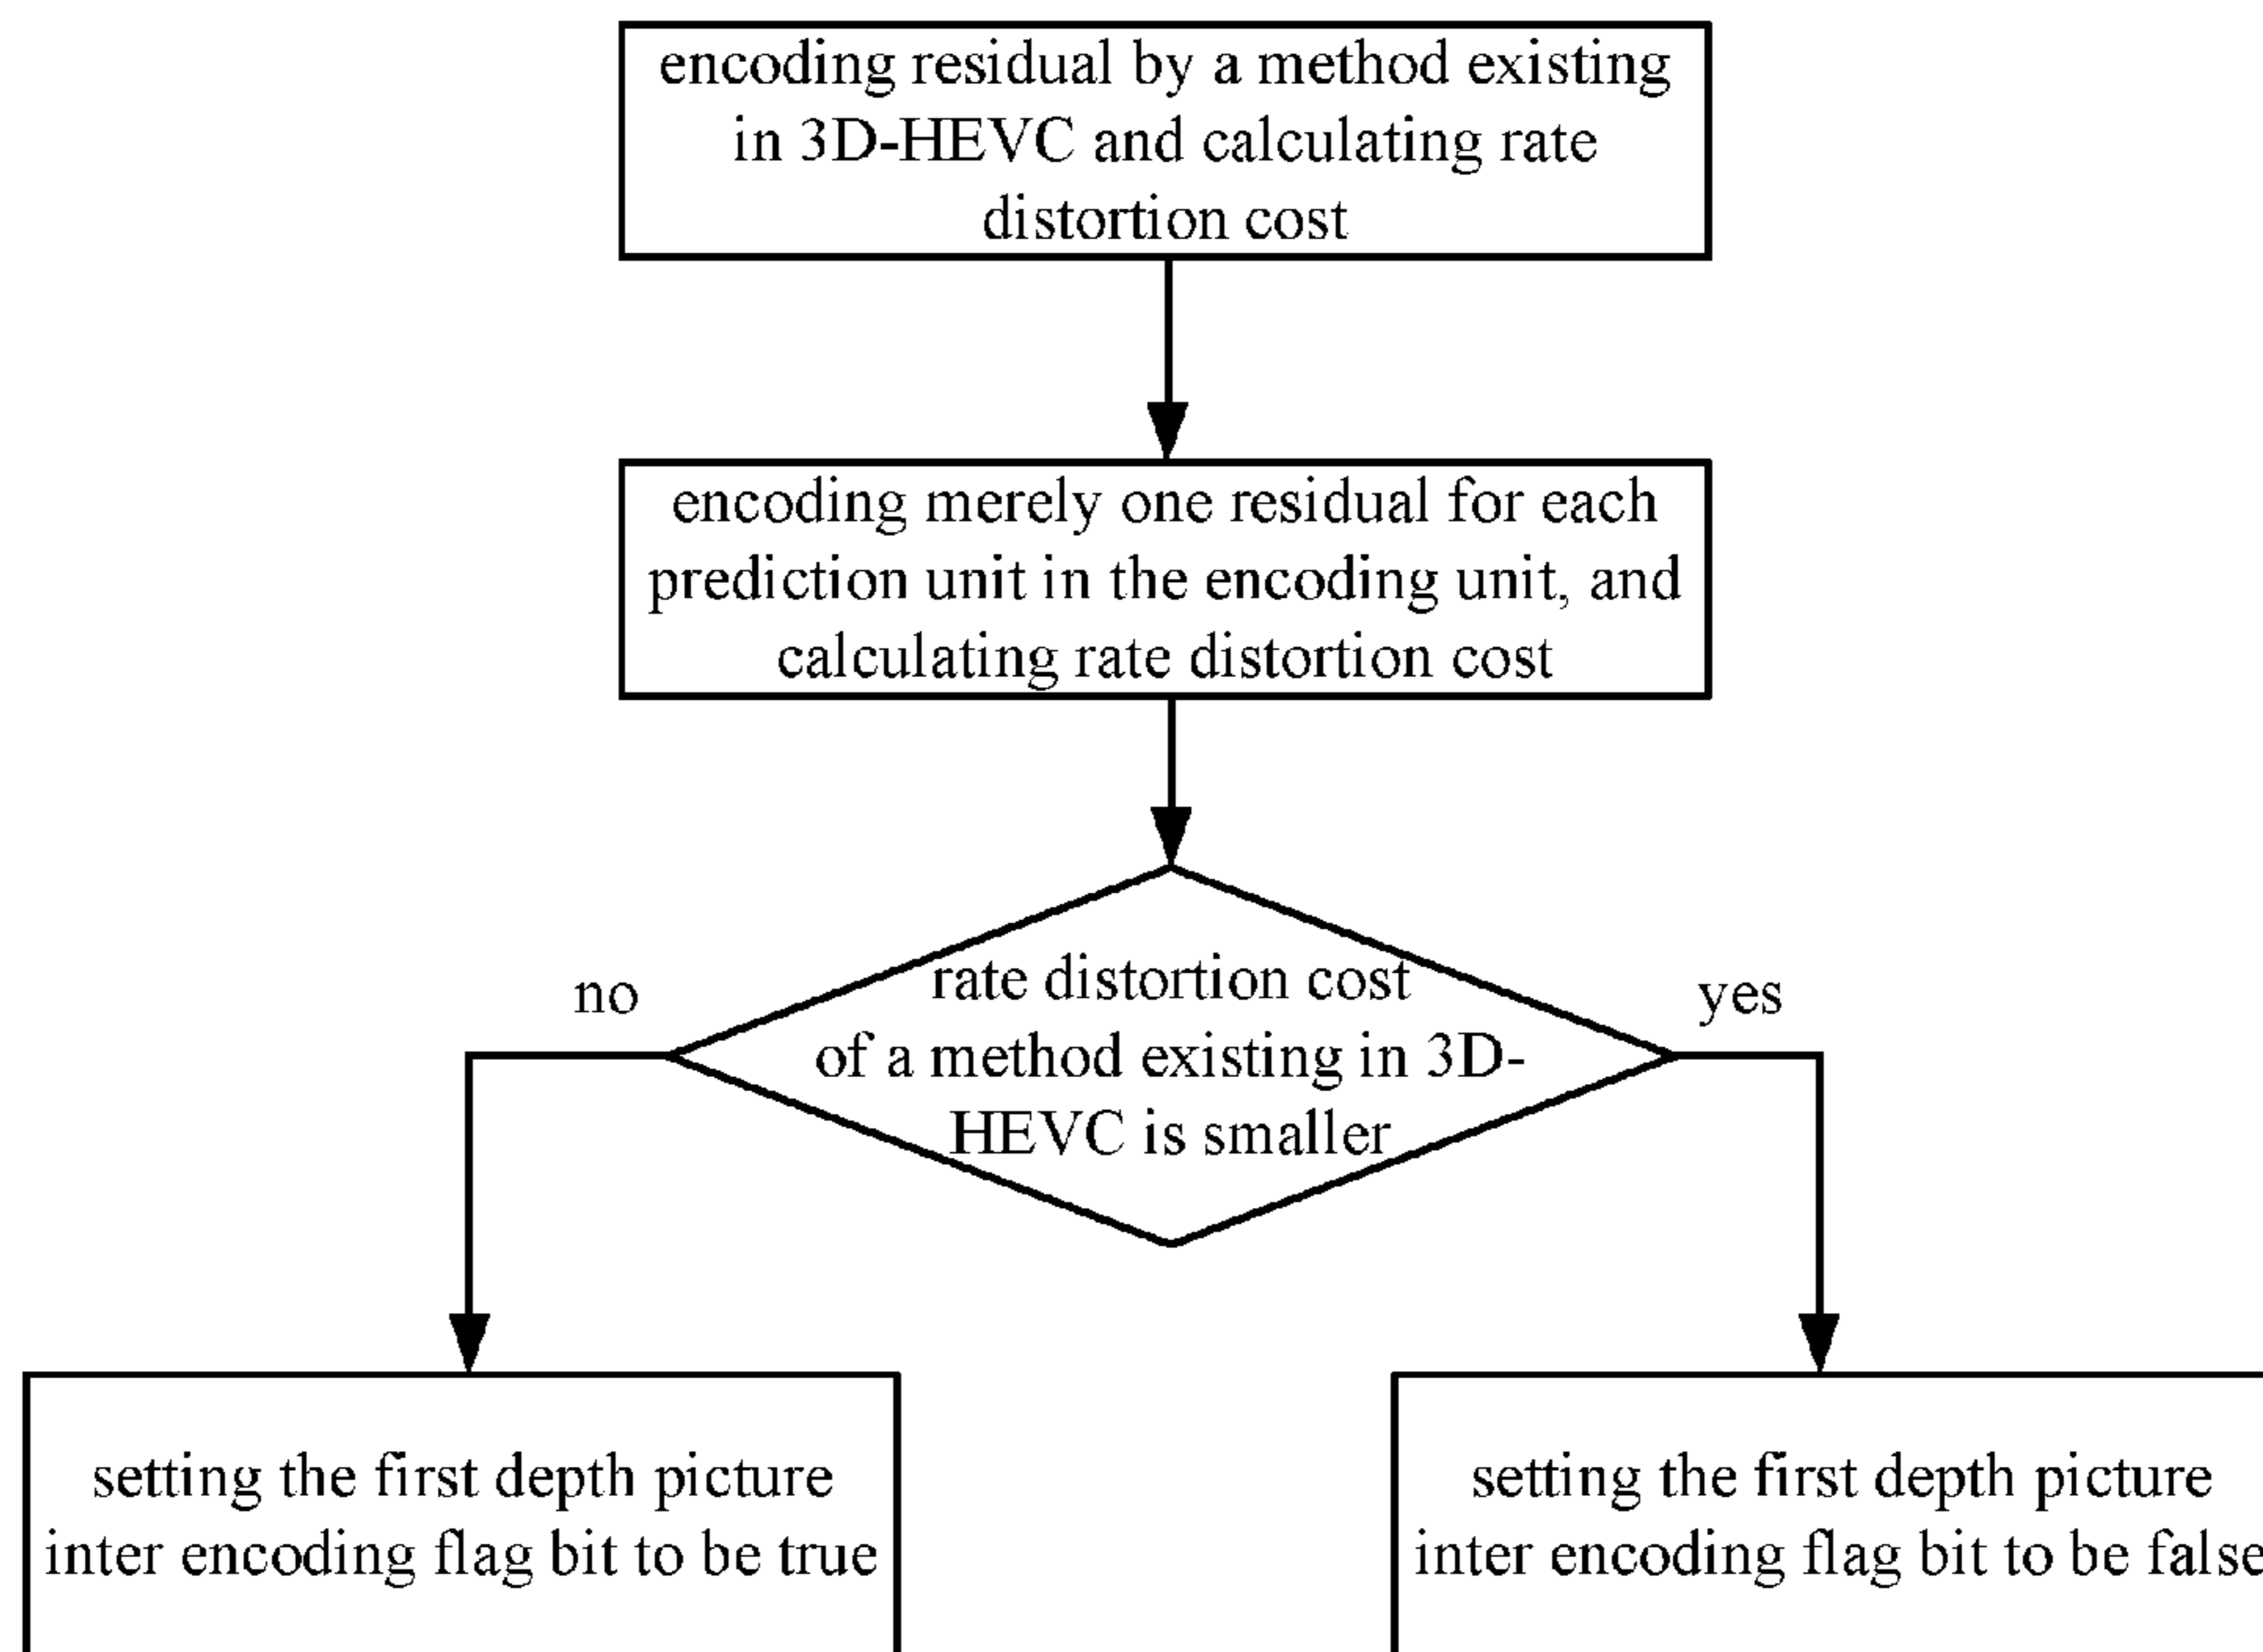 encoding residual by a method existing
in 3D-HEVC and calculating rate
distortion cost
encoding merely one residual for each
prediction unit in the encoding unit, and
calculating rate distortion cost
rate distortion cost
of a method existing in 3D-
HEVC is smaller
no
yes
setting the first depth picture
inter encoding flag bit to be true
setting the first depth picture
inter encoding flag bit to be false